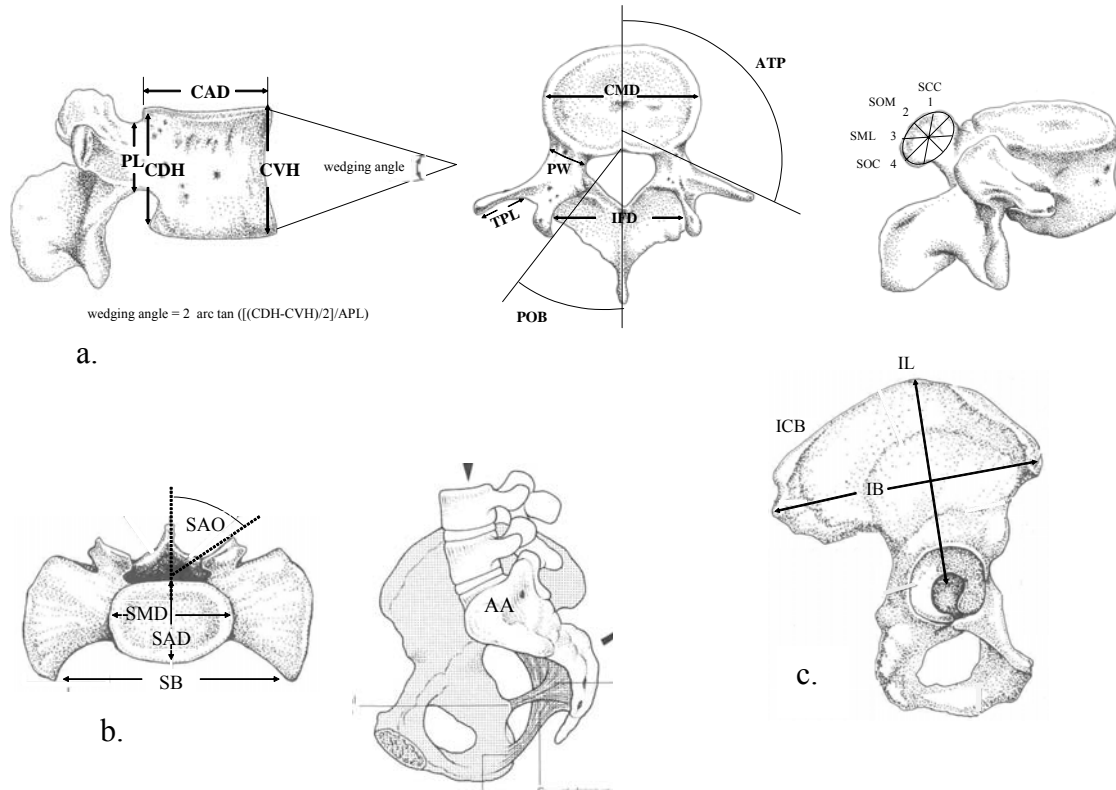 CAD
PL
CDH
CVH
wedging angle
wedging angle = 2 arc tan ([(CDH-CVH)/2]/APL)
ATP
CMD
PW
TPL
IFD
POB
SCC
SOM 1
2
SML 3
SOC 4
a.
SAO
SMD
SAD
SB
b.
AA
IL
ICB
IB
c.